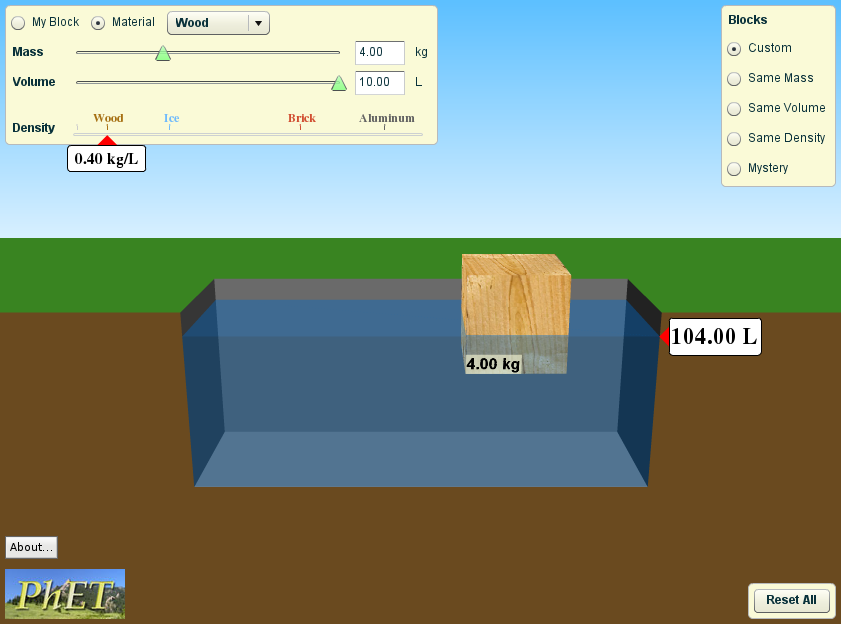 My Block
Material
Wood
Mass
4.00
kg
Volume
10.00
L
Density
Wood
Ice
Brick
Aluminum
0.40 kg/L
Blocks
Custom
Same Mass
Same Volume
Same Density
Mystery
104.00 L
4.00 kg
About...
PhET
Reset All